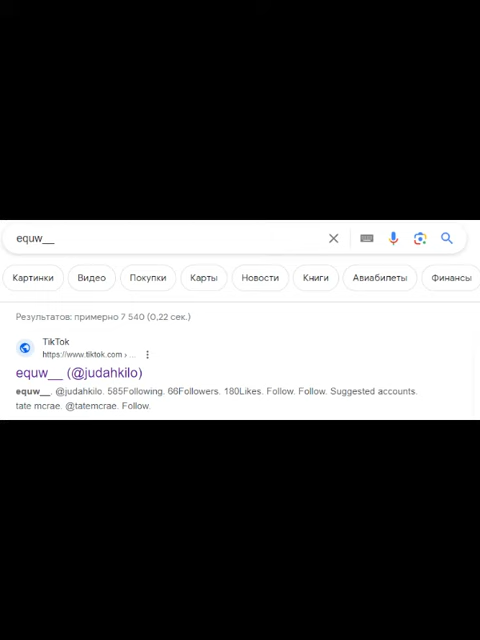 equw__
Картинки Видео Покупки Карты Новости Книги Авиабилеты Финансы
Результатов: примерно 7 540 (0,22 сек.)
TikTok
https://www.tiktok.com › ...
equw__ (@judahkilo)
equw__. @judahkilo. 585Following. 66Followers. 180Likes. Follow. Follow. Suggested accounts.
tate mcrae. @tatemcrae. Follow.